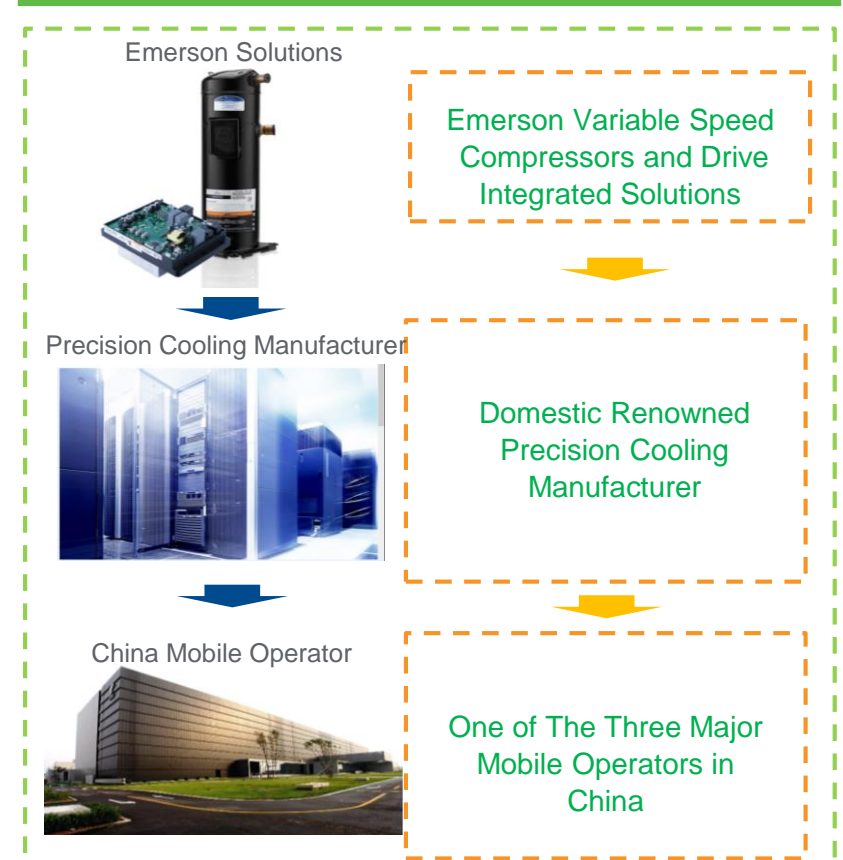 Emerson Solutions
Emerson Variable Speed
Compressors and Drive
Integrated Solutions
Precision Cooling Manufacturer
Domestic Renowned
Precision Cooling
Manufacturer
China Mobile Operator
One of The Three Major
Mobile Operators in
China